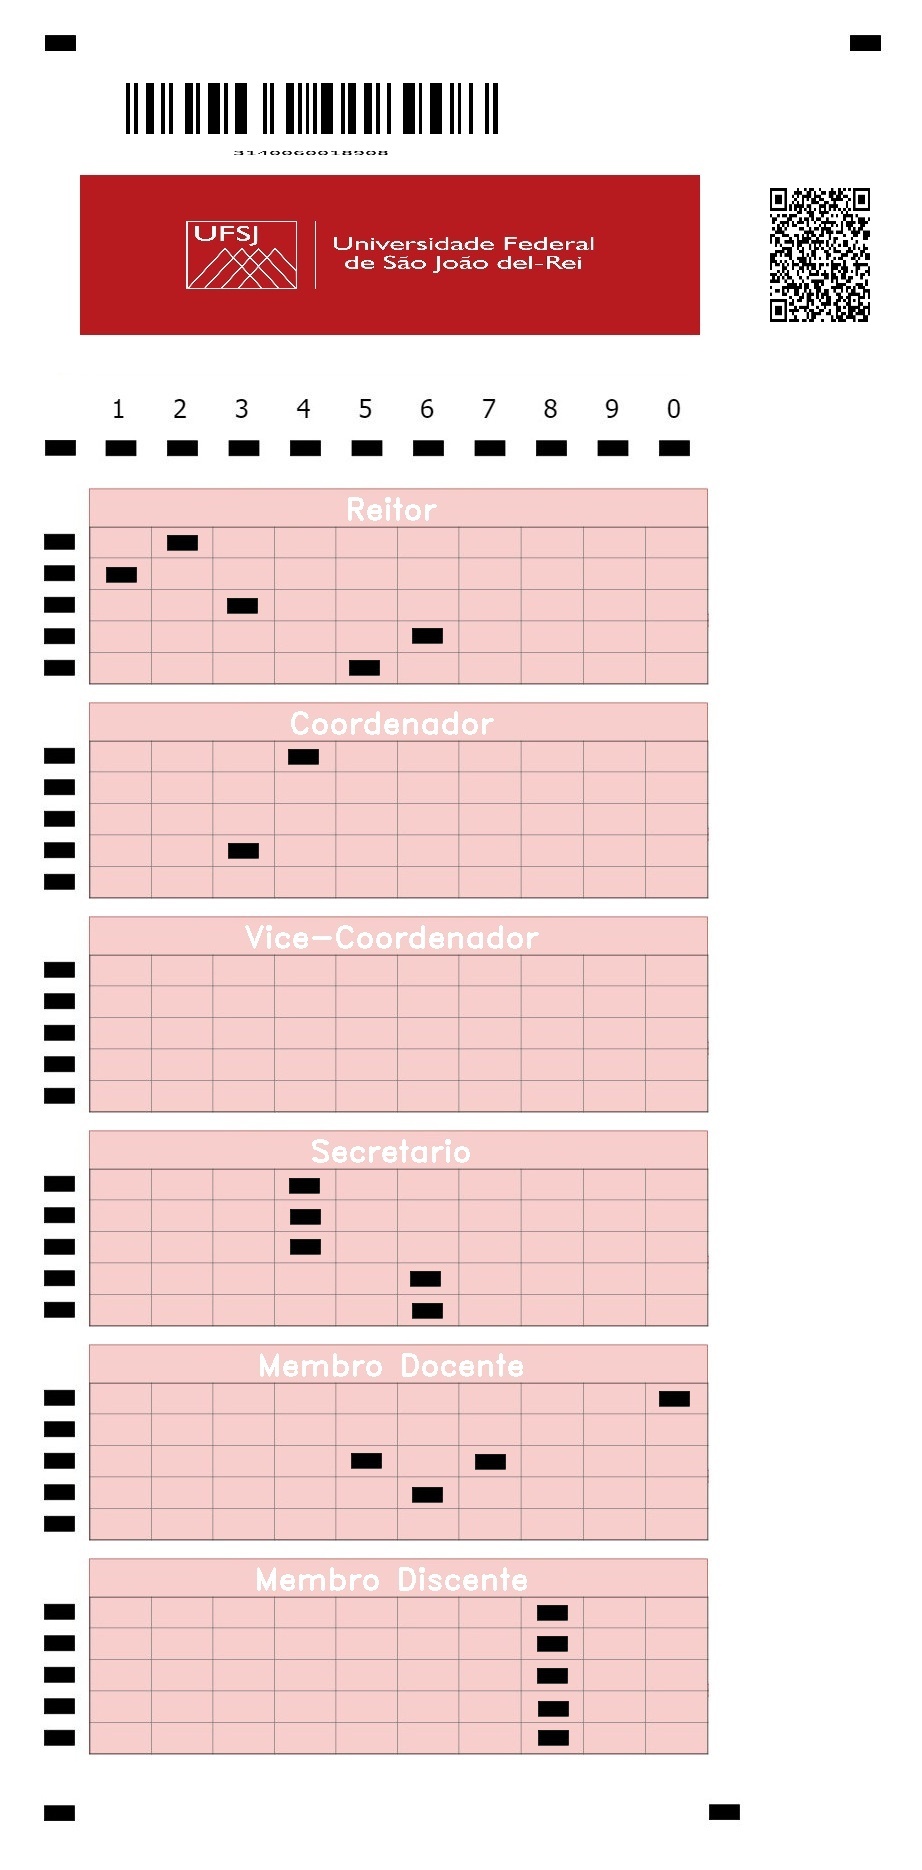 UFSJ
Universidade Federal
de São João del-Rei
1 2 3 4 5 6 7 8 9 0
Reitor
Coordenador
Vice-Coordenador
Secretario
Membro Docente
Membro Discente